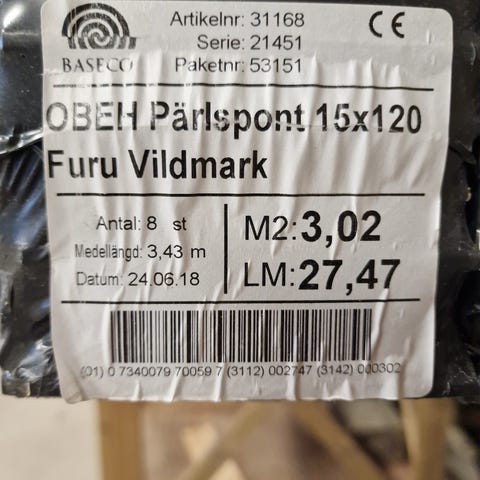 Artikelnr: 31168
Serie: 21451
Paketnr: 53151
CE
BASECO
OBEH Pärlspont 15x120
Furu Vildmark
Antal: 8 st
Medellängd: 3,43 m
Datum: 24.06.18
M2: 3,02
LM: 27,47
(01) 0 7340079 70059 7 (3112) 002747 (3142) 000302